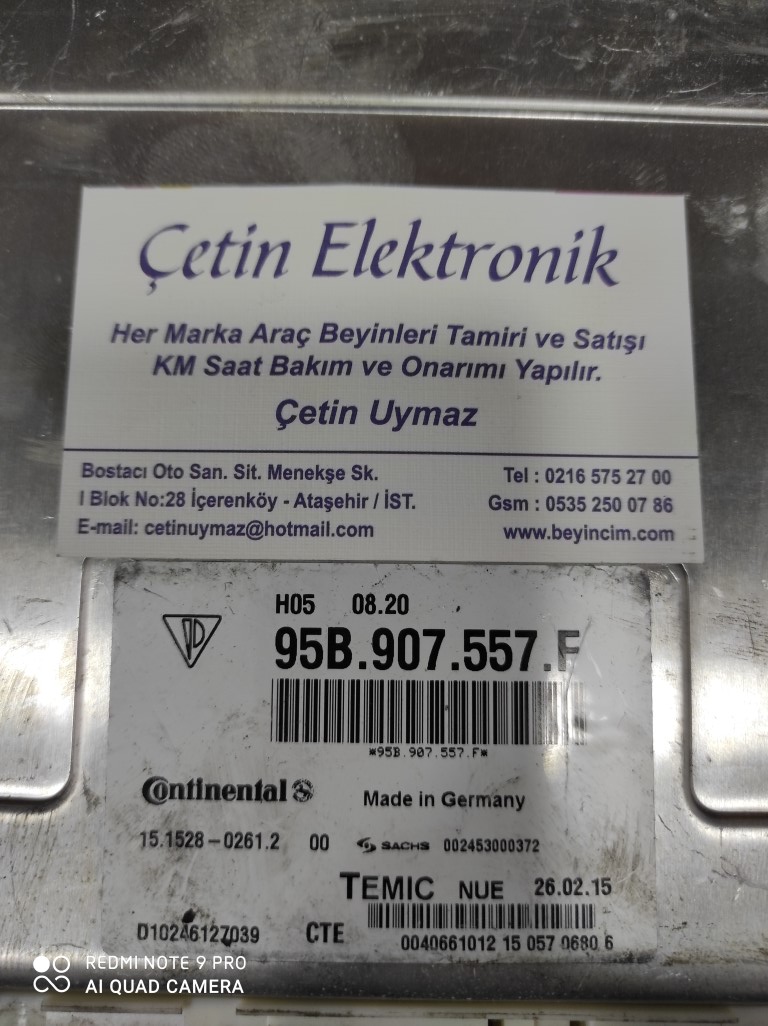 Çetin Elektronik
Her Marka Araç Beyinleri Tamiri ve Satışı
KM Saat Bakım ve Onarımı Yapılır.
Çetin Uymaz
Bostacı Oto San. Sit. Menekşe Sk.
I Blok No:28 İçerenköy - Ataşehir / İST.
E-mail: cetinuymaz@hotmail.com
Tel : 0216 575 27 00
Gsm : 0535 250 07 86
www.beyincim.com
H05 08.20
95B.907.557.F
*95B.907.557.F*
Continental
Made in Germany
15.1528-0261.2 00 SACHS 002453000372
TEMIC NUE 26.02.15
D10246127039 CTE 0040661012 15 057 0680 6
REDMI NOTE 9 PRO
AI QUAD CAMERA